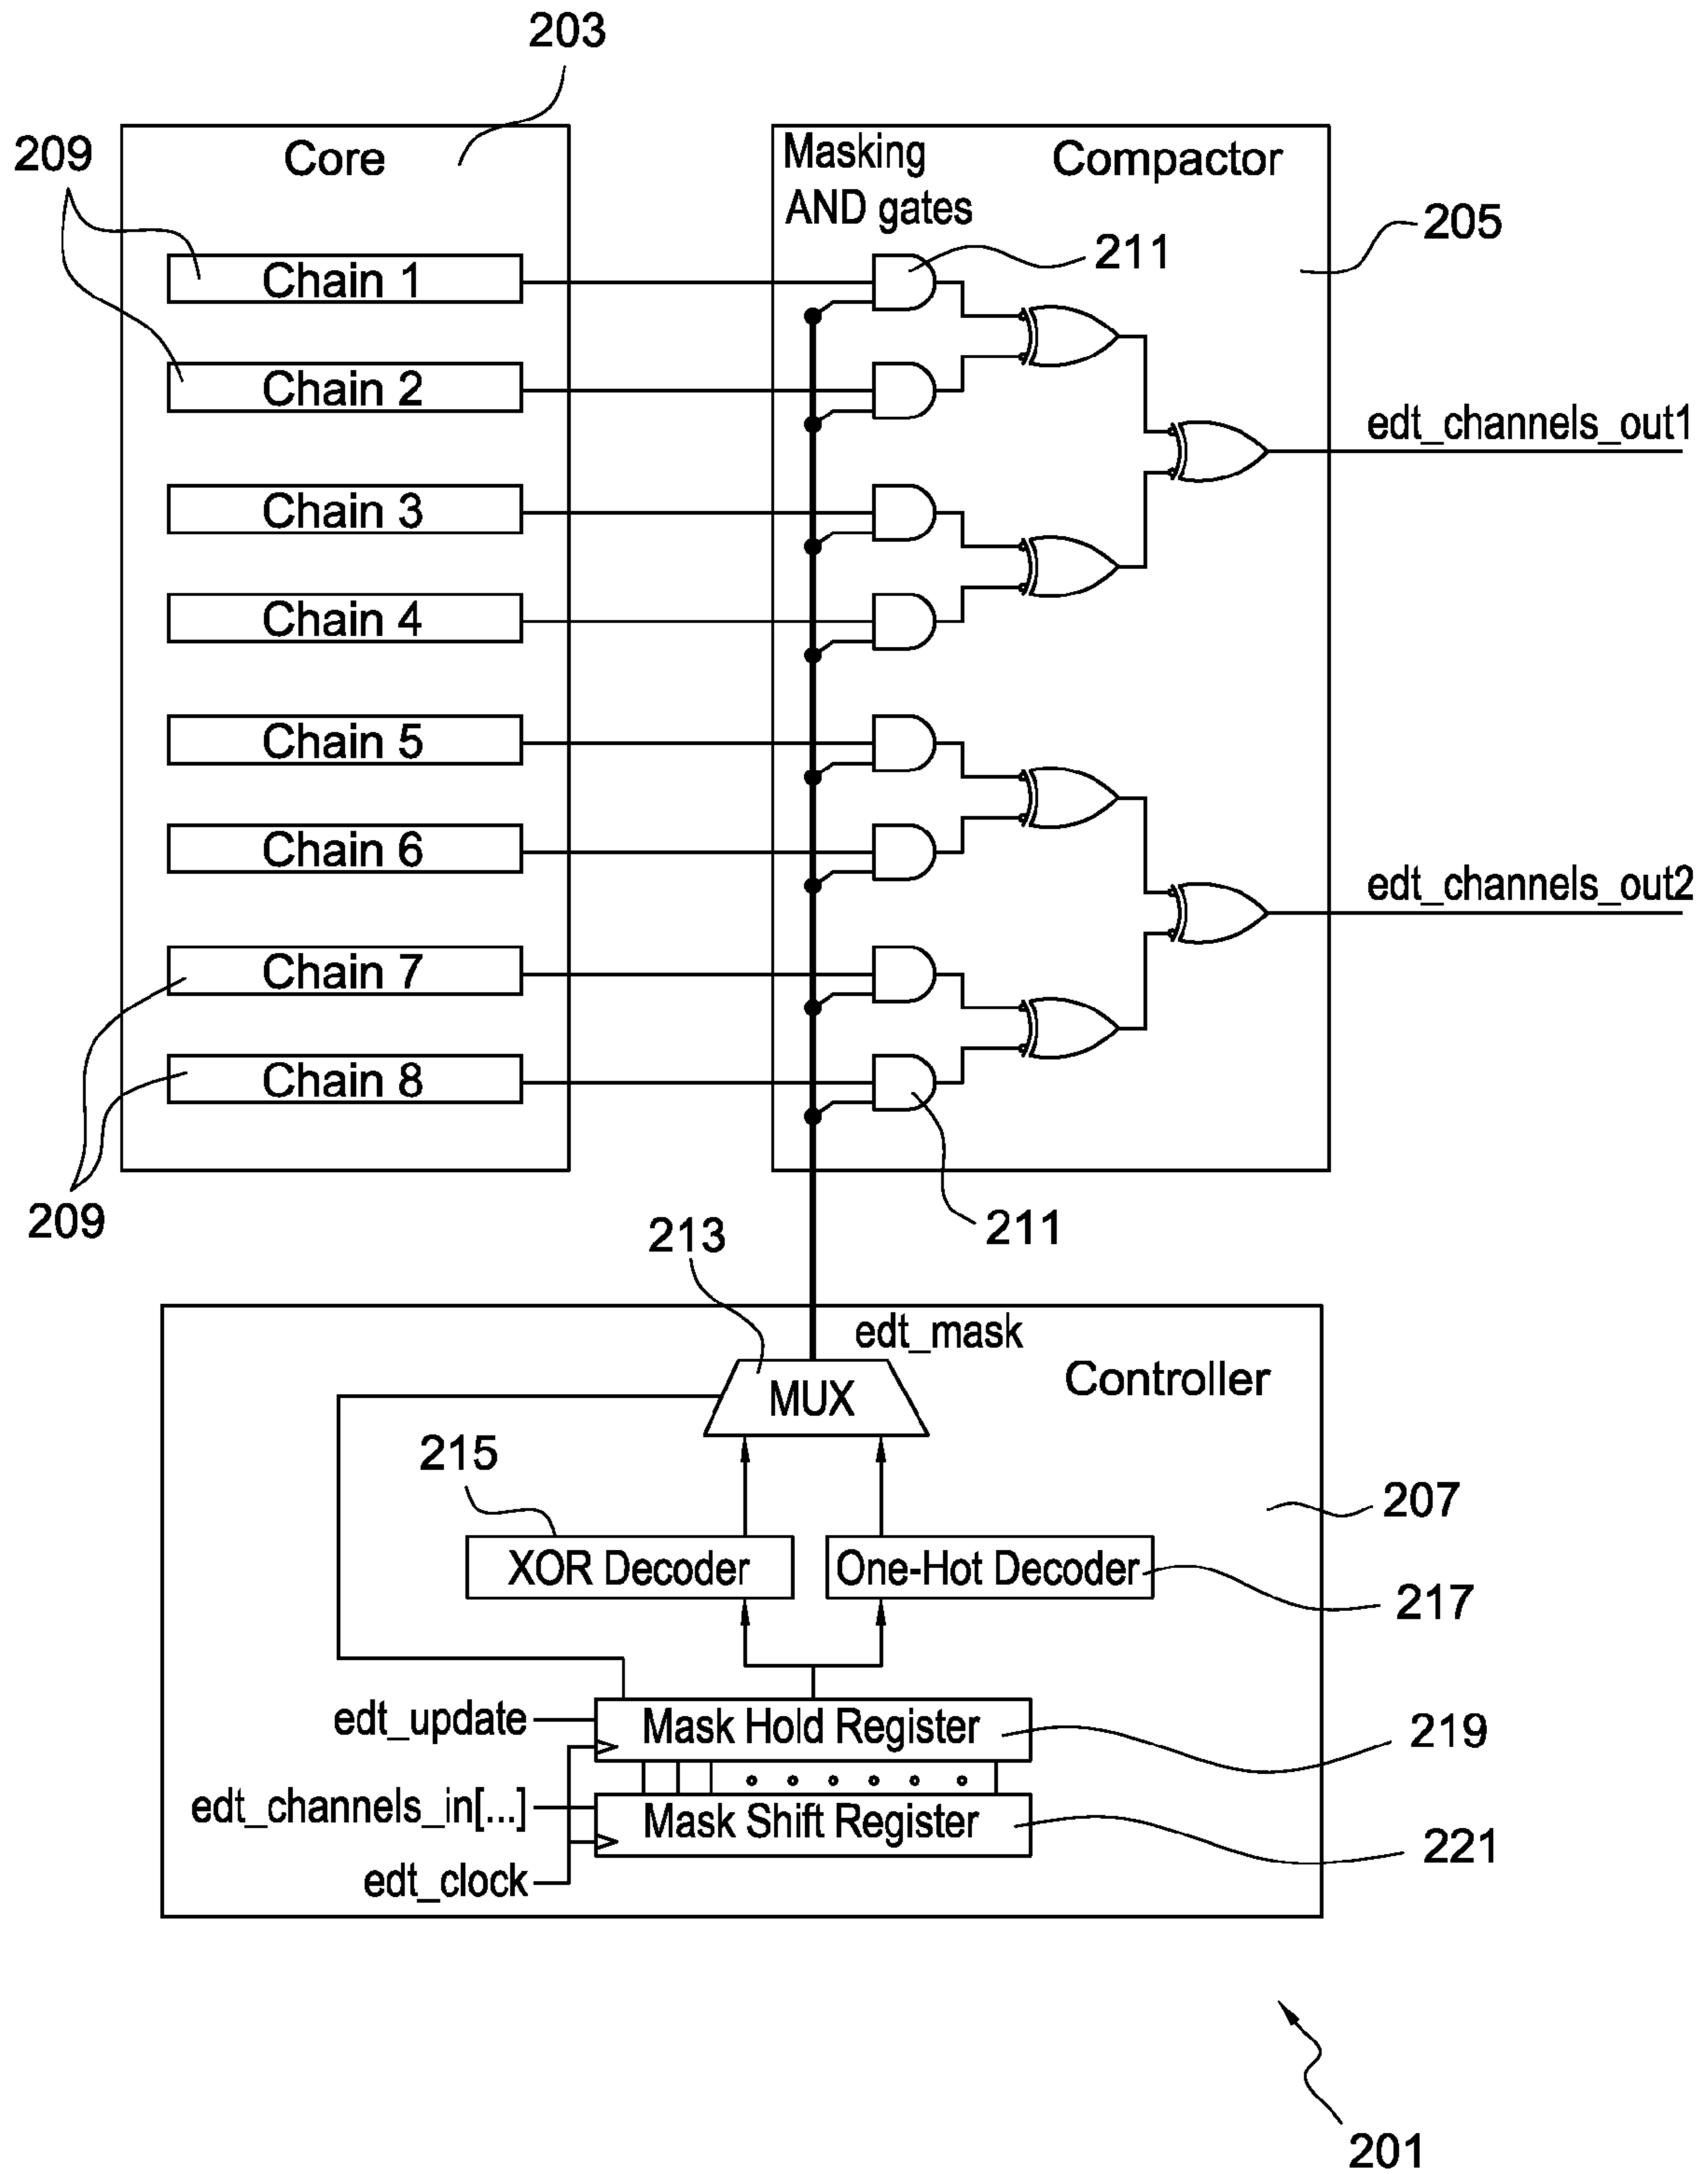 203
209
Core
Masking
AND gates
Compactor
205
211
Chain 1
Chain 2
edt_channels_out1
Chain 3
Chain 4
Chain 5
Chain 6
edt_channels_out2
Chain 7
Chain 8
209
211
213
edt_mask
Controller
MUX
215
207
XOR Decoder
One-Hot Decoder
217
edt_update
Mask Hold Register
219
edt_channels_in[...]
Mask Shift Register
221
edt_clock
201